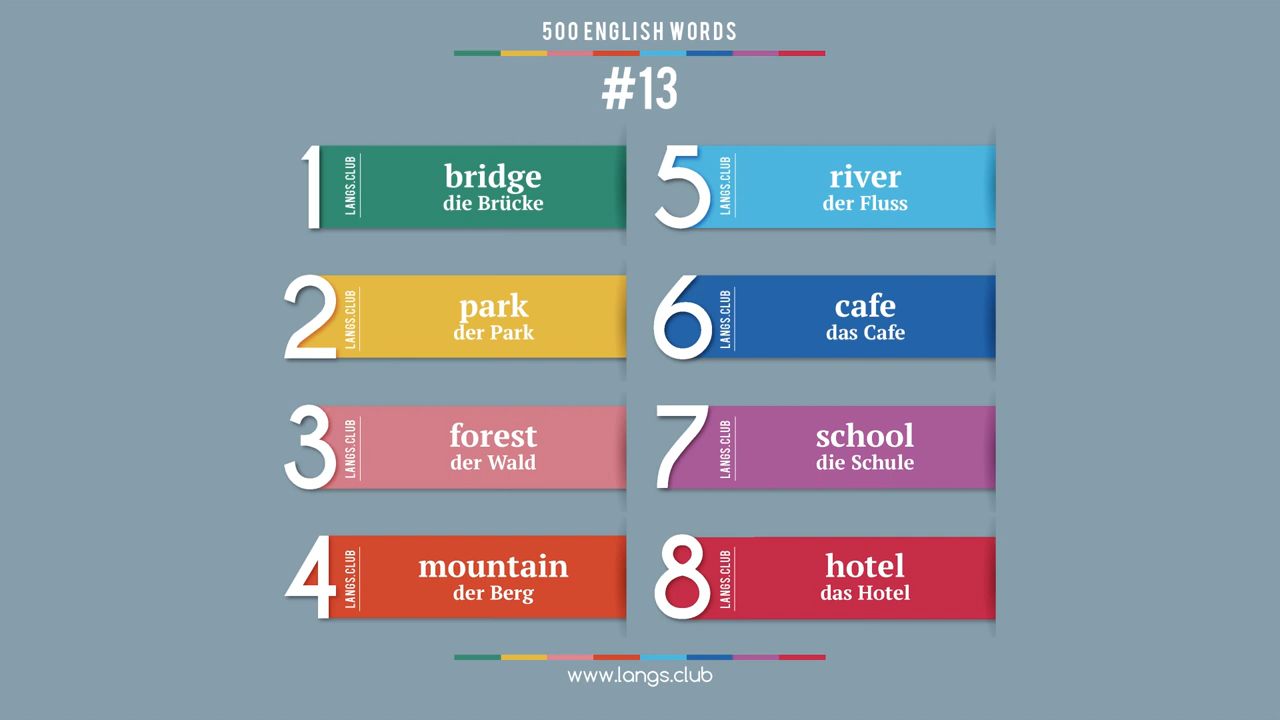 500 ENGLISH WORDS
#13
1
LANGS.CLUB
bridge
die Brücke
2
LANGS.CLUB
park
der Park
3
LANGS.CLUB
forest
der Wald
4
LANGS.CLUB
mountain
der Berg
5
LANGS.CLUB
river
der Fluss
6
LANGS.CLUB
cafe
das Cafe
7
LANGS.CLUB
school
die Schule
8
LANGS.CLUB
hotel
das Hotel
www.langs.club